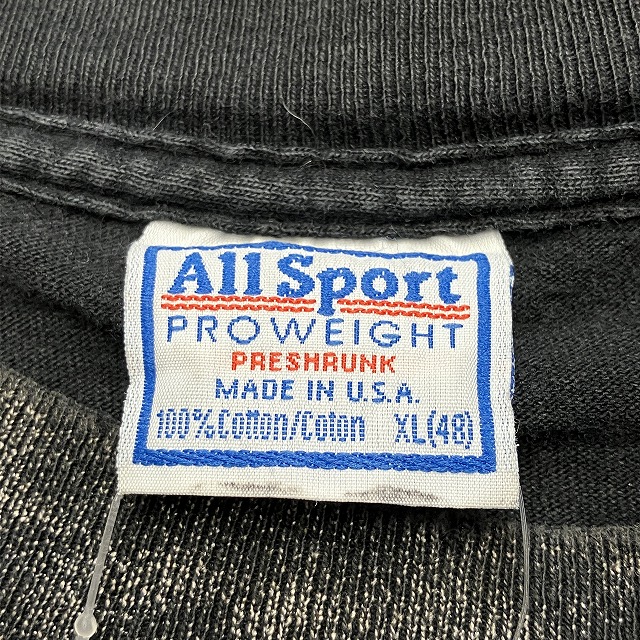 All Sport
PROWEIGHT
PRESHRUNK
MADE IN U.S.A.
100% Cotton/Coton XL(48)